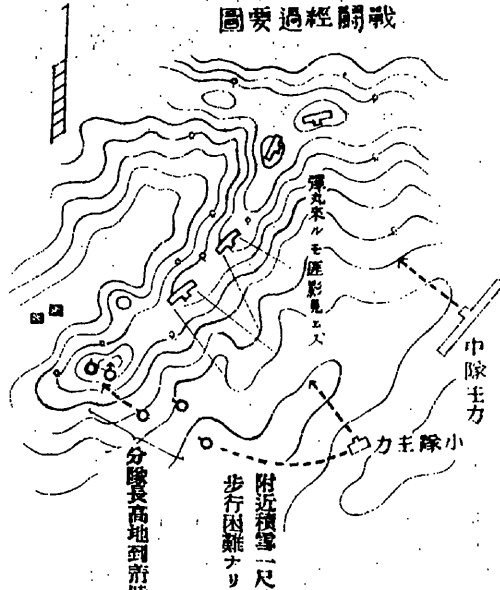 戰鬪經過要圖
彈丸來ルモ匪影見エス
中隊主力
小隊主力
附近積雪一尺
步行困難ナリ
分隊長高地到